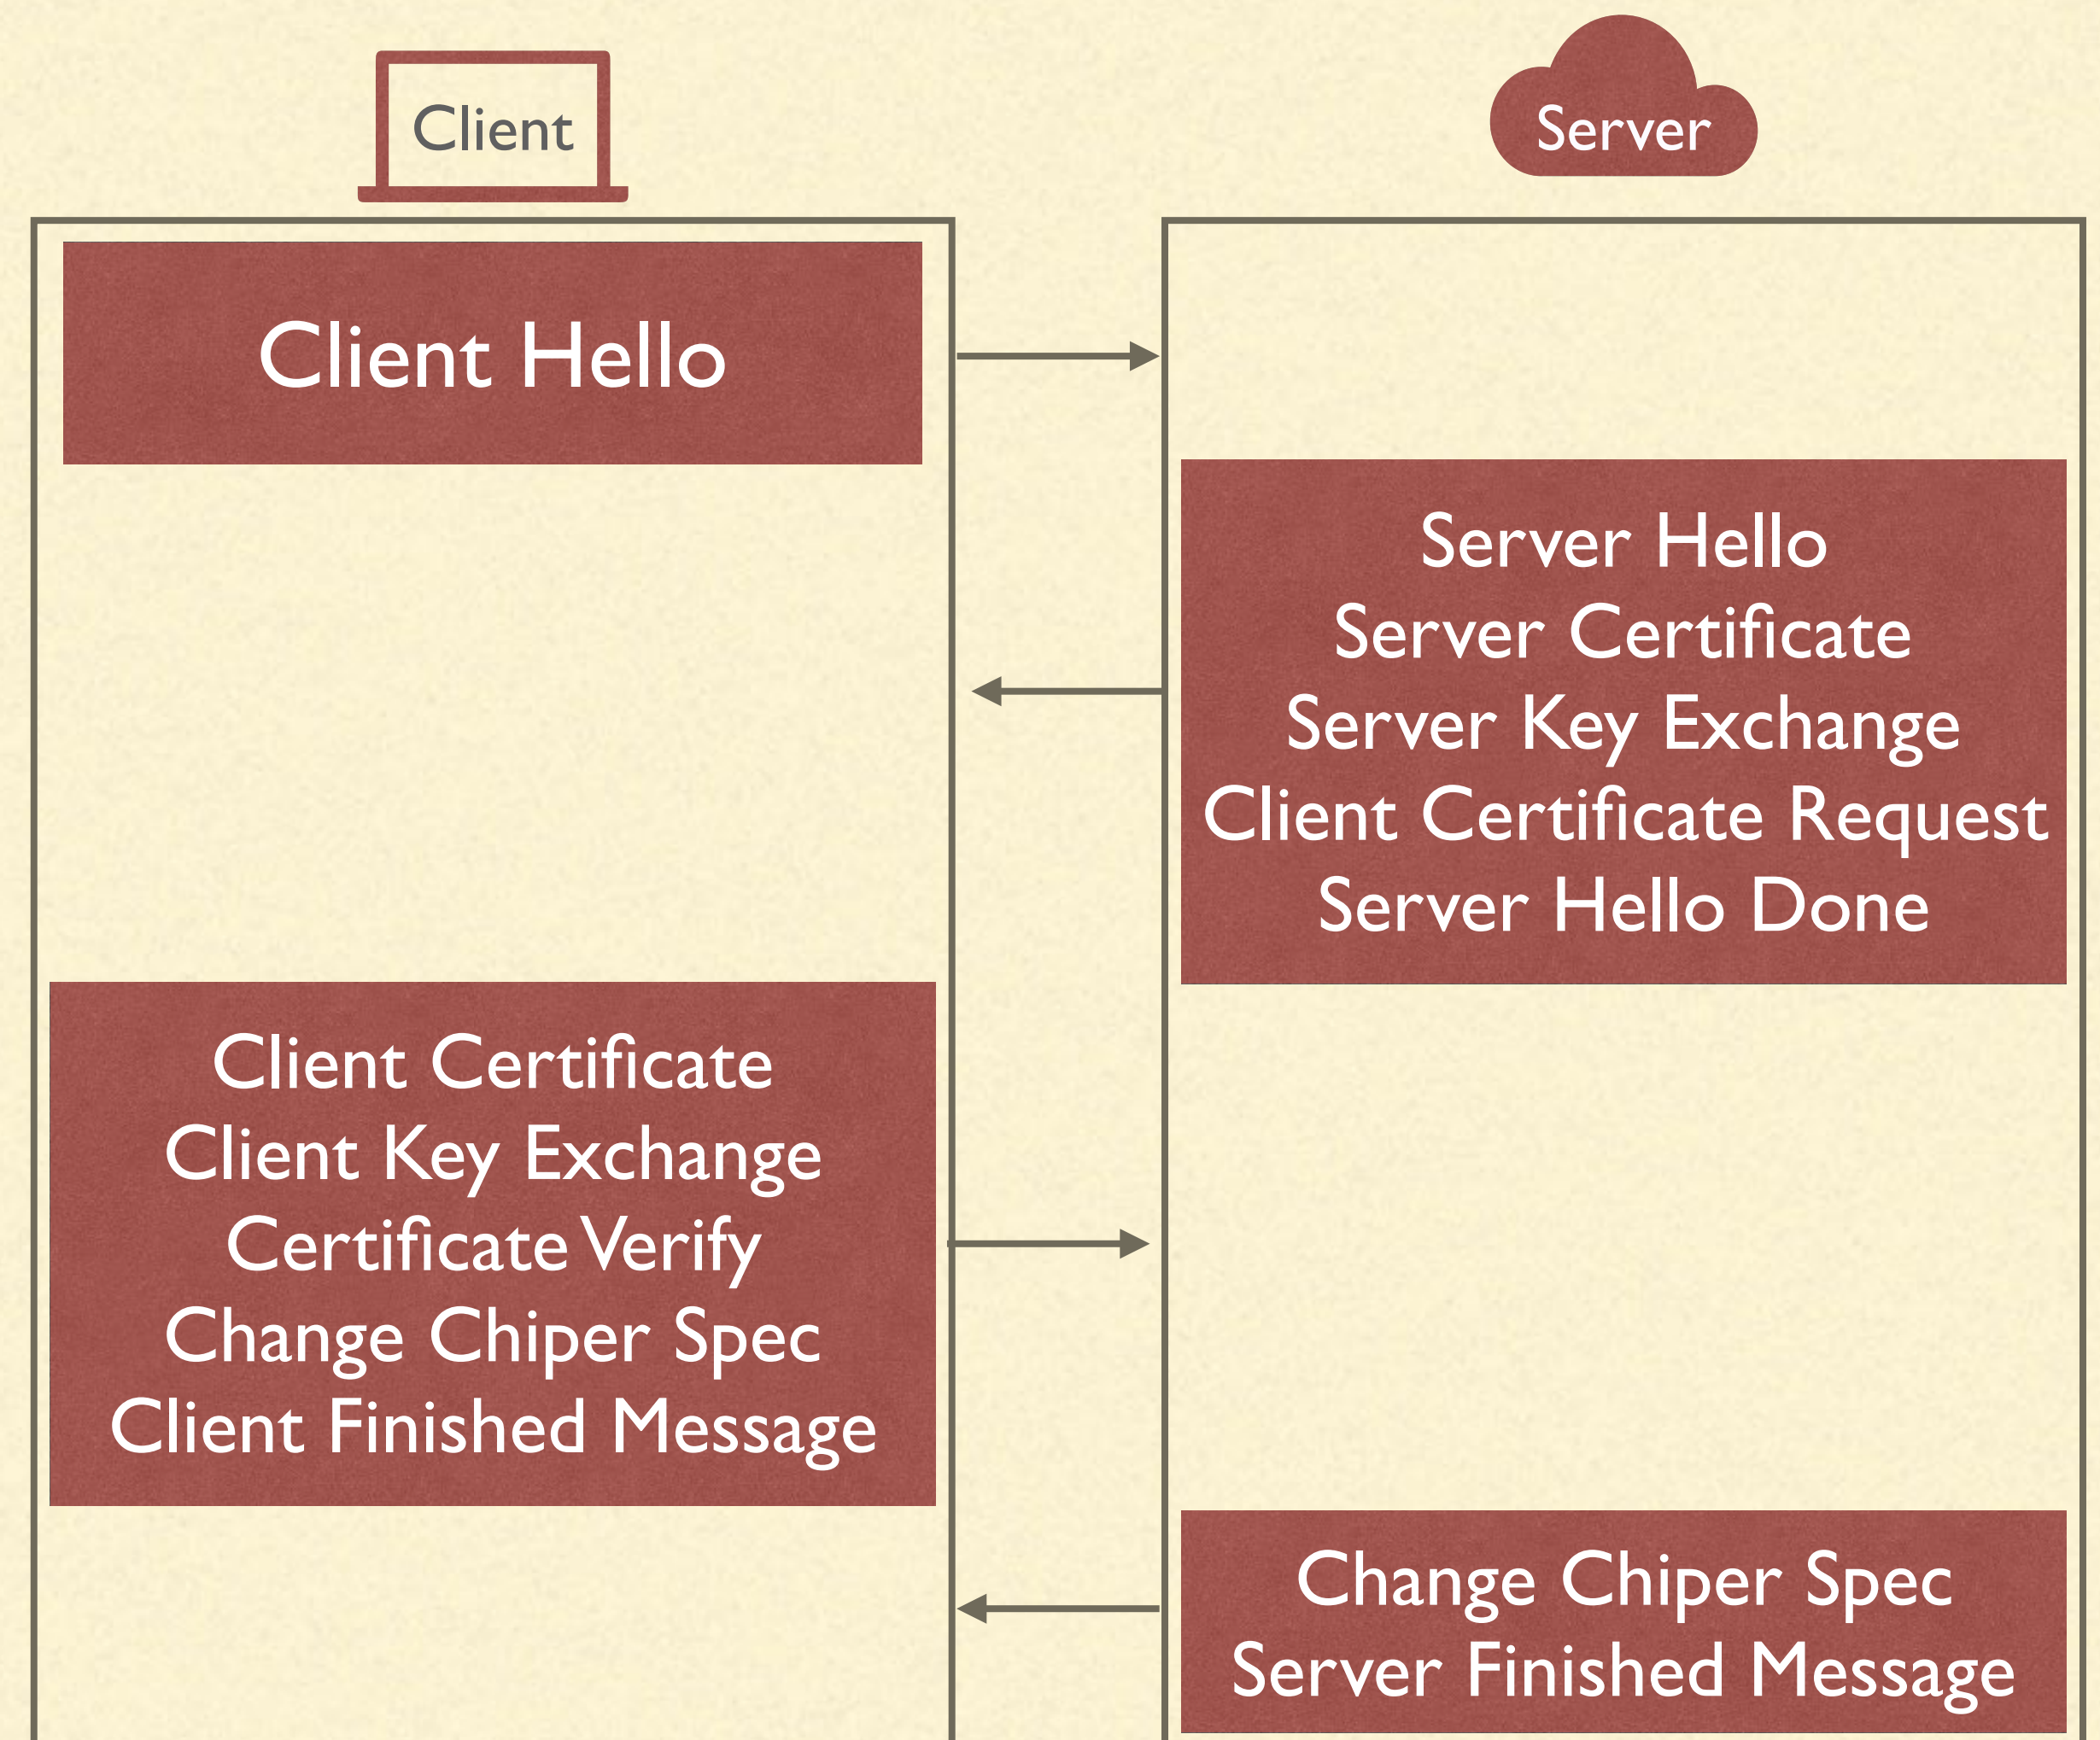 Client
Server
Client Hello
Server Hello
Server Certificate
Server Key Exchange
Client Certificate Request
Server Hello Done
Client Certificate
Client Key Exchange
Certificate Verify
Change Chiper Spec
Client Finished Message
Change Chiper Spec
Server Finished Message